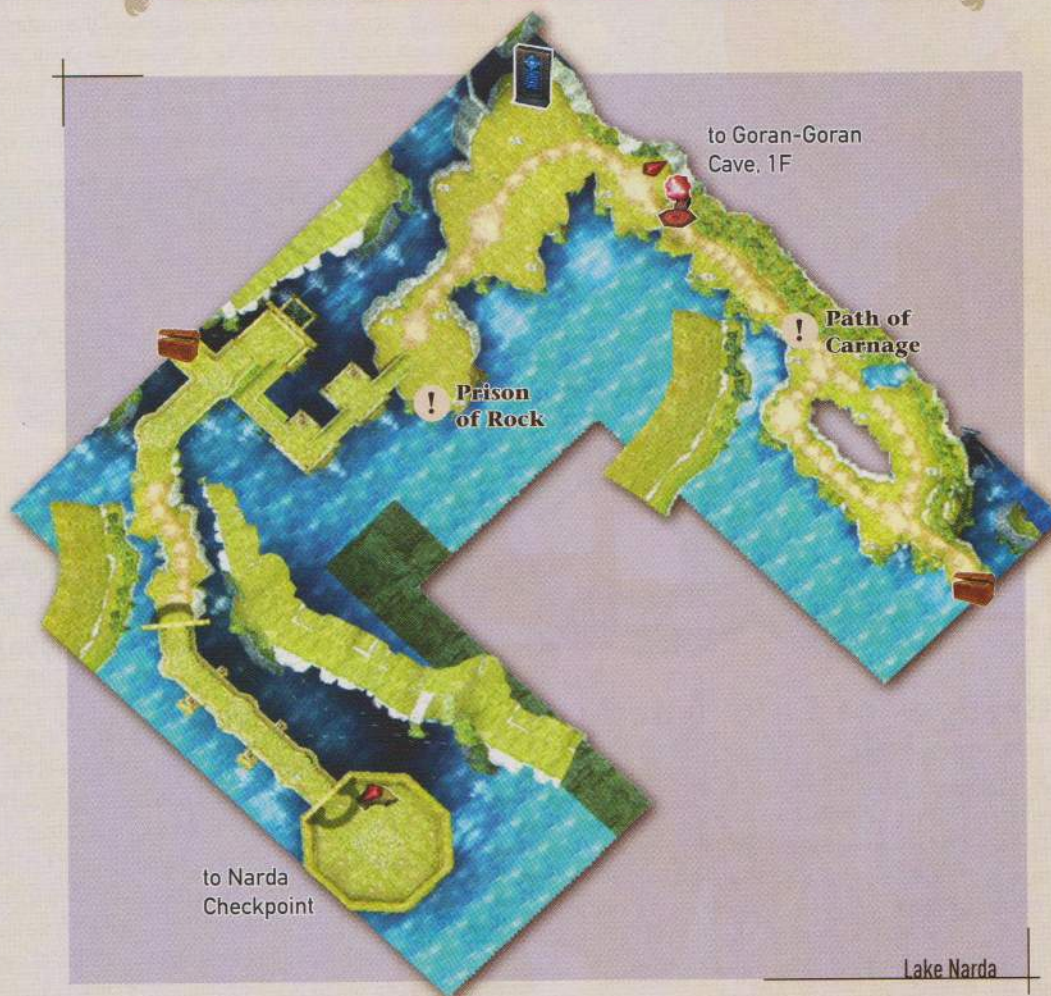 to Goran-Goran
Cave, 1F
! Path of
Carnage
! Prison
of Rock
to Narda
Checkpoint
Lake Narda